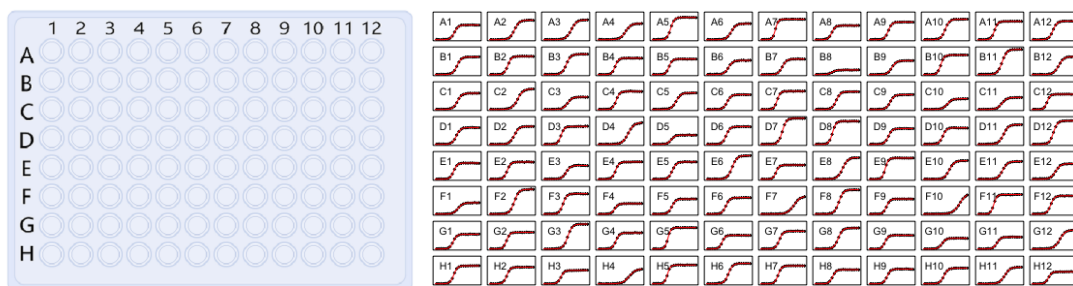 1 2 3 4 5 6 7 8 9 10 11 12
A
B
C
D
E
F
G
H
A1 A2 A3 A4 A5 A6 A7 A8 A9 A10 A11 A12
B1 B2 B3 B4 B5 B6 B7 B8 B9 B10 B11 B12
C1 C2 C3 C4 C5 C6 C7 C8 C9 C10 C11 C12
D1 D2 D3 D4 D5 D6 D7 D8 D9 D10 D11 D12
E1 E2 E3 E4 E5 E6 E7 E8 E9 E10 E11 E12
F1 F2 F3 F4 F5 F6 F7 F8 F9 F10 F11 F12
G1 G2 G3 G4 G5 G6 G7 G8 G9 G10 G11 G12
H1 H2 H3 H4 H5 H6 H7 H8 H9 H10 H11 H12